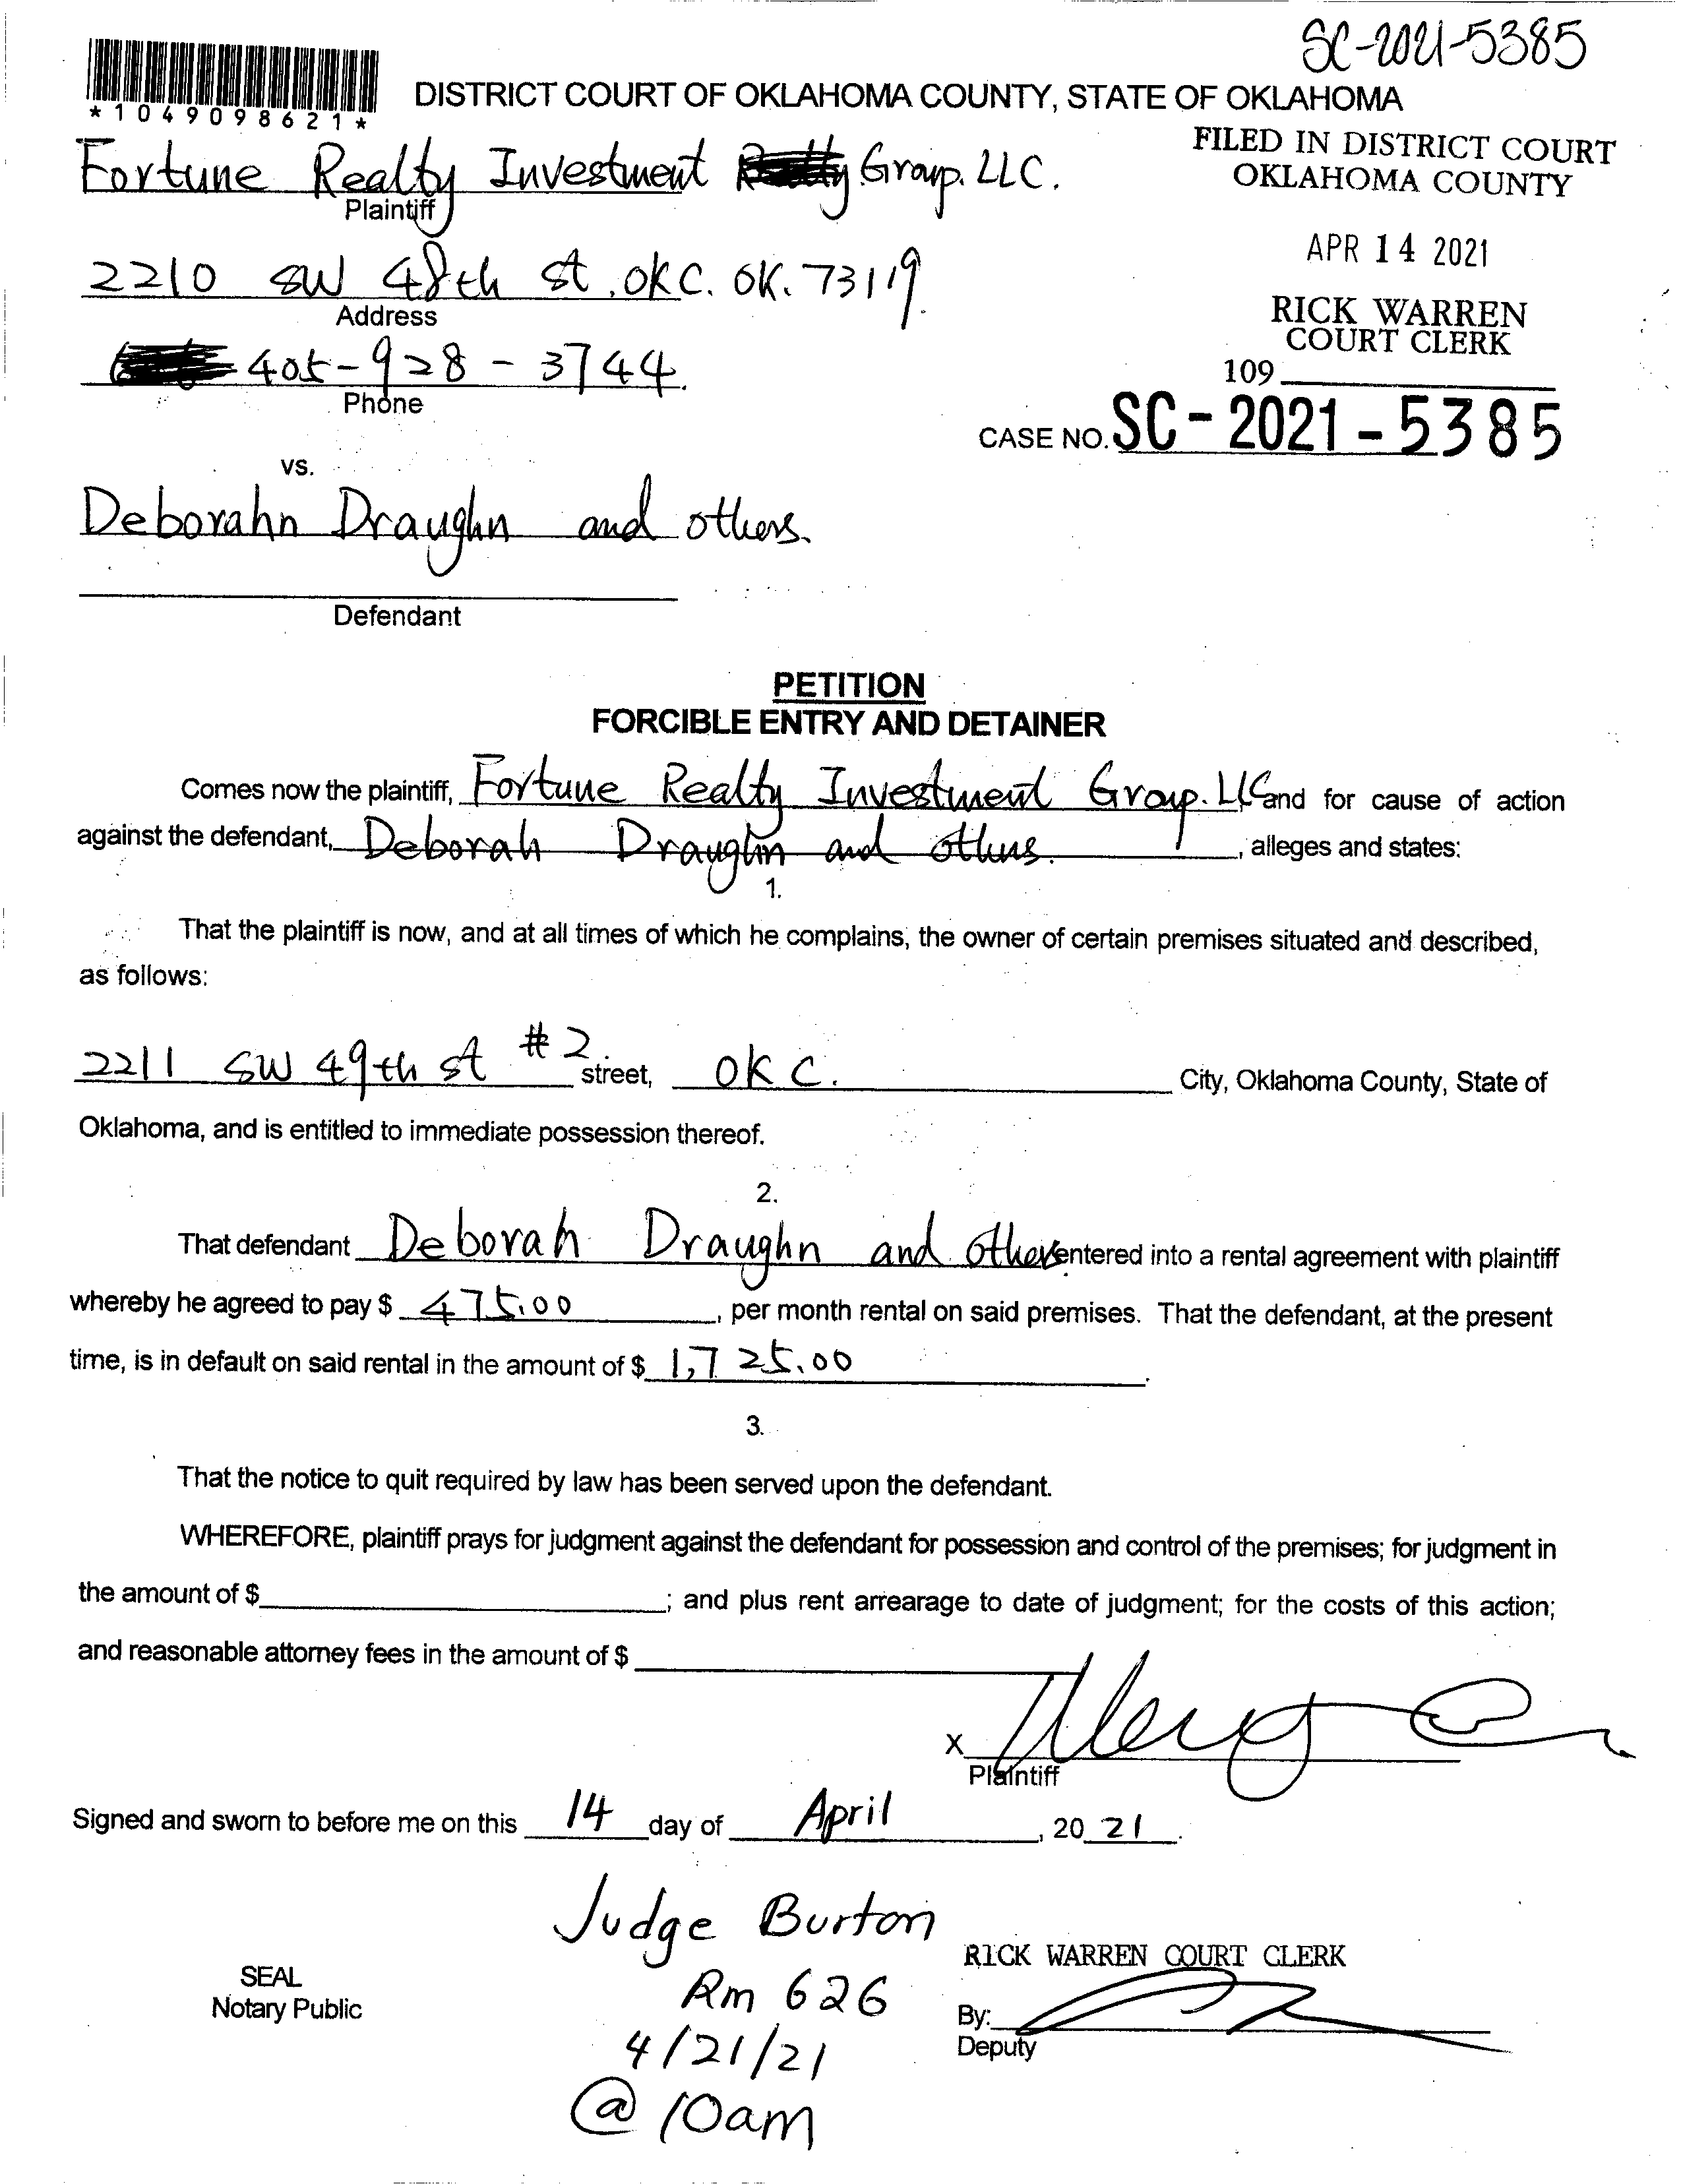 SC-2021-5385
*1049098621*
DISTRICT COURT OF OKLAHOMA COUNTY, STATE OF OKLAHOMA
FILED IN DISTRICT COURT
OKLAHOMA COUNTY
Fortune Realty Investment Realty Group. LLC.
Plaintiff
APR 14 2021
2210 SW 48th st, OKC. OK. 73119.
Address
RICK WARREN
COURT CLERK
405-928-3744.
Phone
109
CASE NO. SC-2021-5385
vs.
Deborahn Draughn and others.
Defendant
PETITION
FORCIBLE ENTRY AND DETAINER
Comes now the plaintiff, Fortune Realty Investment Group. LLC and for cause of action
against the defendant, Deborah Draughn and others. , alleges and states:
1.
That the plaintiff is now, and at all times of which he complains, the owner of certain premises situated and described,
as follows:
2211 SW 49th st #2 street, OKC. City, Oklahoma County, State of
Oklahoma, and is entitled to immediate possession thereof.
2.
That defendant Deborah Draughn and others entered into a rental agreement with plaintiff
whereby he agreed to pay $ 475.00 , per month rental on said premises. That the defendant, at the present
time, is in default on said rental in the amount of $ 1,725.00 .
3.
That the notice to quit required by law has been served upon the defendant.
WHEREFORE, plaintiff prays for judgment against the defendant for possession and control of the premises; for judgment in
the amount of $ ; and plus rent arrearage to date of judgment; for the costs of this action;
and reasonable attorney fees in the amount of $
X
Plaintiff
Signed and sworn to before me on this 14 day of April , 20 21 .
Judge Burton
RICK WARREN COURT CLERK
SEAL
Notary Public
Rm 626
By:
Deputy
4/21/21
@ 10am